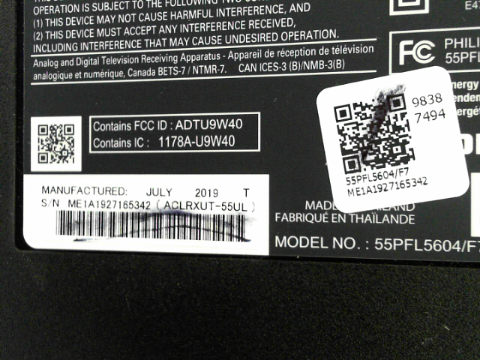 OPERATION IS SUBJECT TO THE FOLLOWING TWO
(1) THIS DEVICE MAY NOT CAUSE HARMFUL INTERFERENCE, AND
(2) THIS DEVICE MUST ACCEPT ANY INTERFERENCE,
INCLUDING INTERFERENCE THAT MAY CAUSE UNDESIRED OPERATION.
Analog and Digital Television Receiving Apparatus - Appareil de réception de télévision
analogique et numérique, Canada BETS-7 / NTMR-7. CAN ICES-3 (B)/NMB-3(B)
FC
PHILI
55PFL
Contains FCC ID : ADTU9W40
Contains IC : 1178A-U9W40
9838
7494
55PFL5604/F7
ME1A1927165342
MANUFACTURED: JULY 2019 T
S/N ME1A1927165342 (ACLRXUT-55UL)
FABRIQUÉ EN THAÏLANDE
MODEL NO. : 55PFL5604/F7